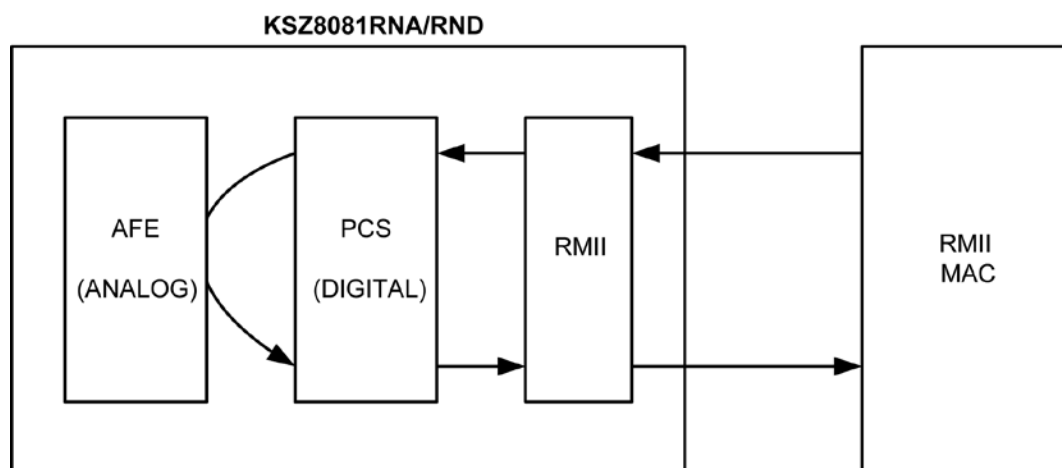 KSZ8081RNA/RND
AFE
(ANALOG)
PCS
(DIGITAL)
RMII
RMII
MAC